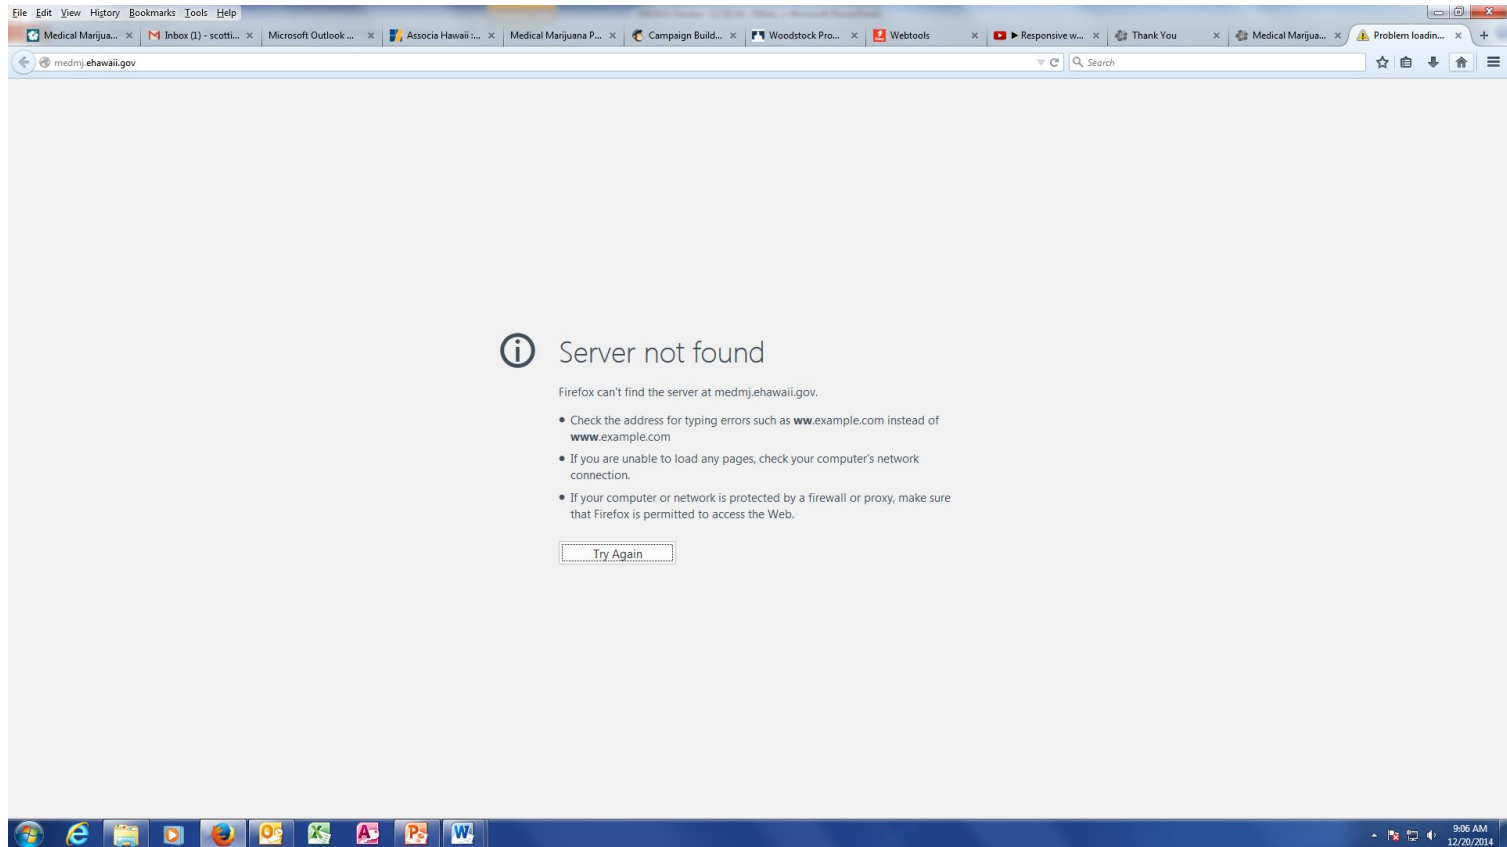 File Edit View History Bookmarks Tools Help
Medical Marijua... Inbox (1) - scotti... Microsoft Outlook ... Associa Hawaii :... Medical Marijuana P... Campaign Build... Woodstock Pro... Webtools Responsive w... Thank You Medical Marijua... Problem loadin...
medmj.ehawaii.gov Search
Server not found
Firefox can't find the server at medmj.ehawaii.gov.
Check the address for typing errors such as ww.example.com instead of
www.example.com
If you are unable to load any pages, check your computer's network
connection.
If your computer or network is protected by a firewall or proxy, make sure
that Firefox is permitted to access the Web.
Try Again
9:06 AM
12/20/2014